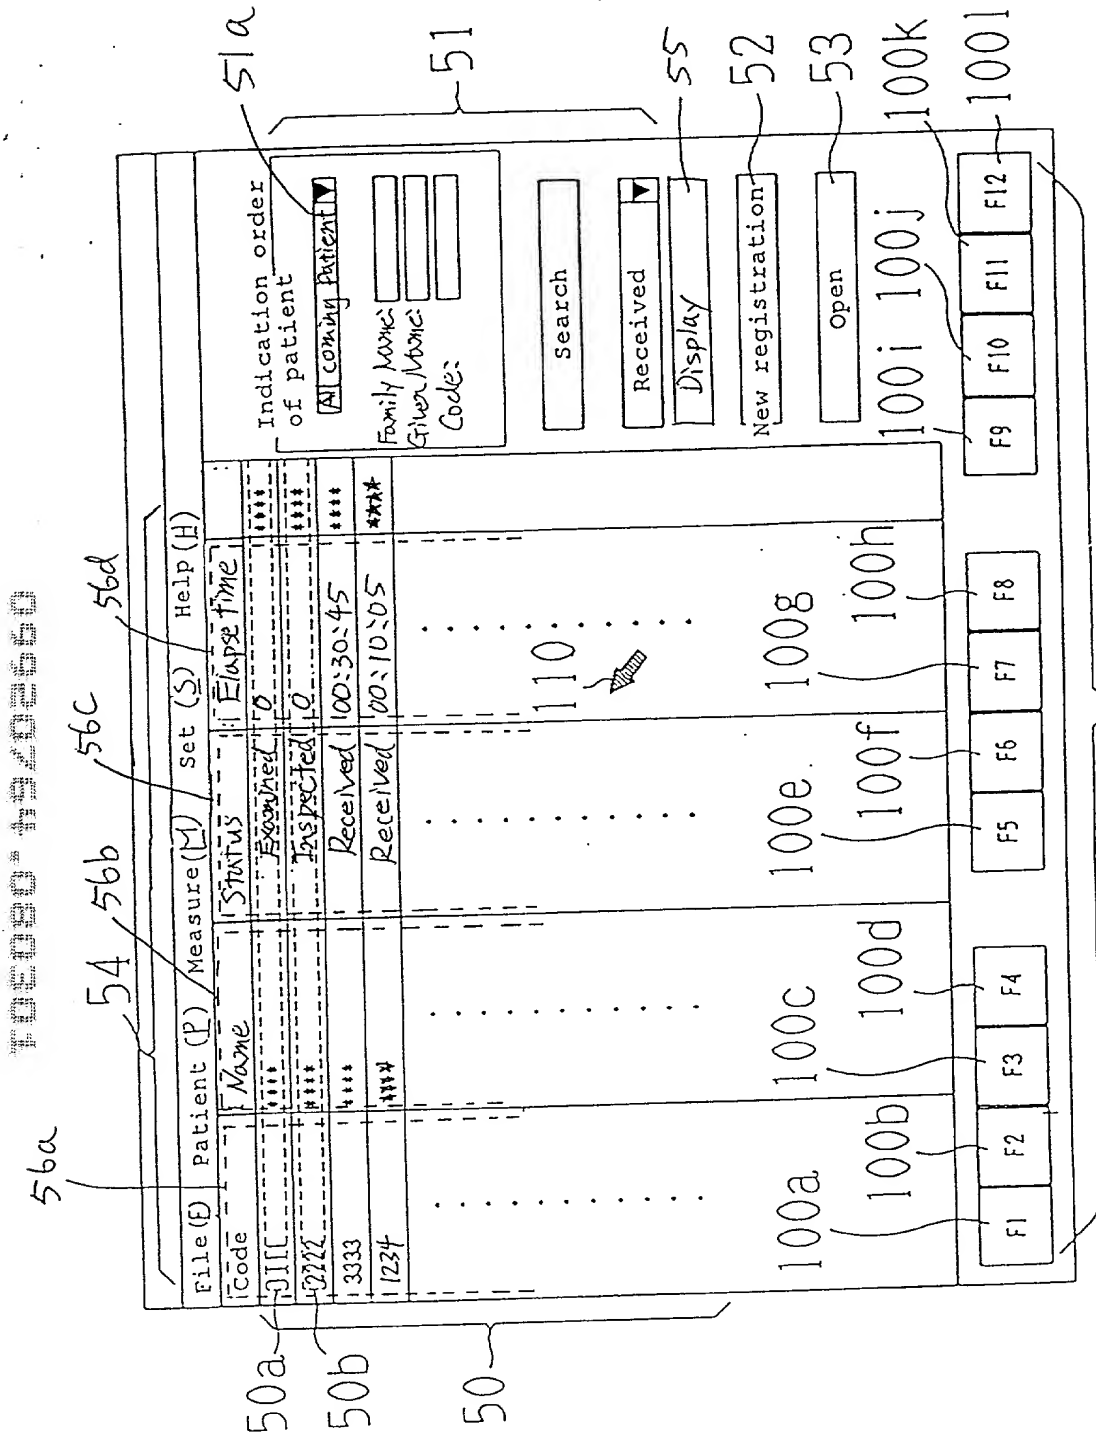 54
56a
56b
56c
56d
File(F) Patient (P) Measure(M) Set (S) Help(H)
Code Name Status Elapse time
50a
1111 **** Examined 0 ****
50b
2222 **** Inspected 0 ****
3333 **** Received 00:30:45 ****
1234 **** Received 00:10:05 ****
50
110
Indication order
of patient
51a
All coming Patient ▼
Family Name:
Given Name:
Code:
51
Search
Received ▼
Display
55
New registration
52
Open
53
100a 100b 100c 100d 100e 100f 100g 100h 100i 100j 100k 100l
F1 F2 F3 F4 F5 F6 F7 F8 F9 F10 F11 F12